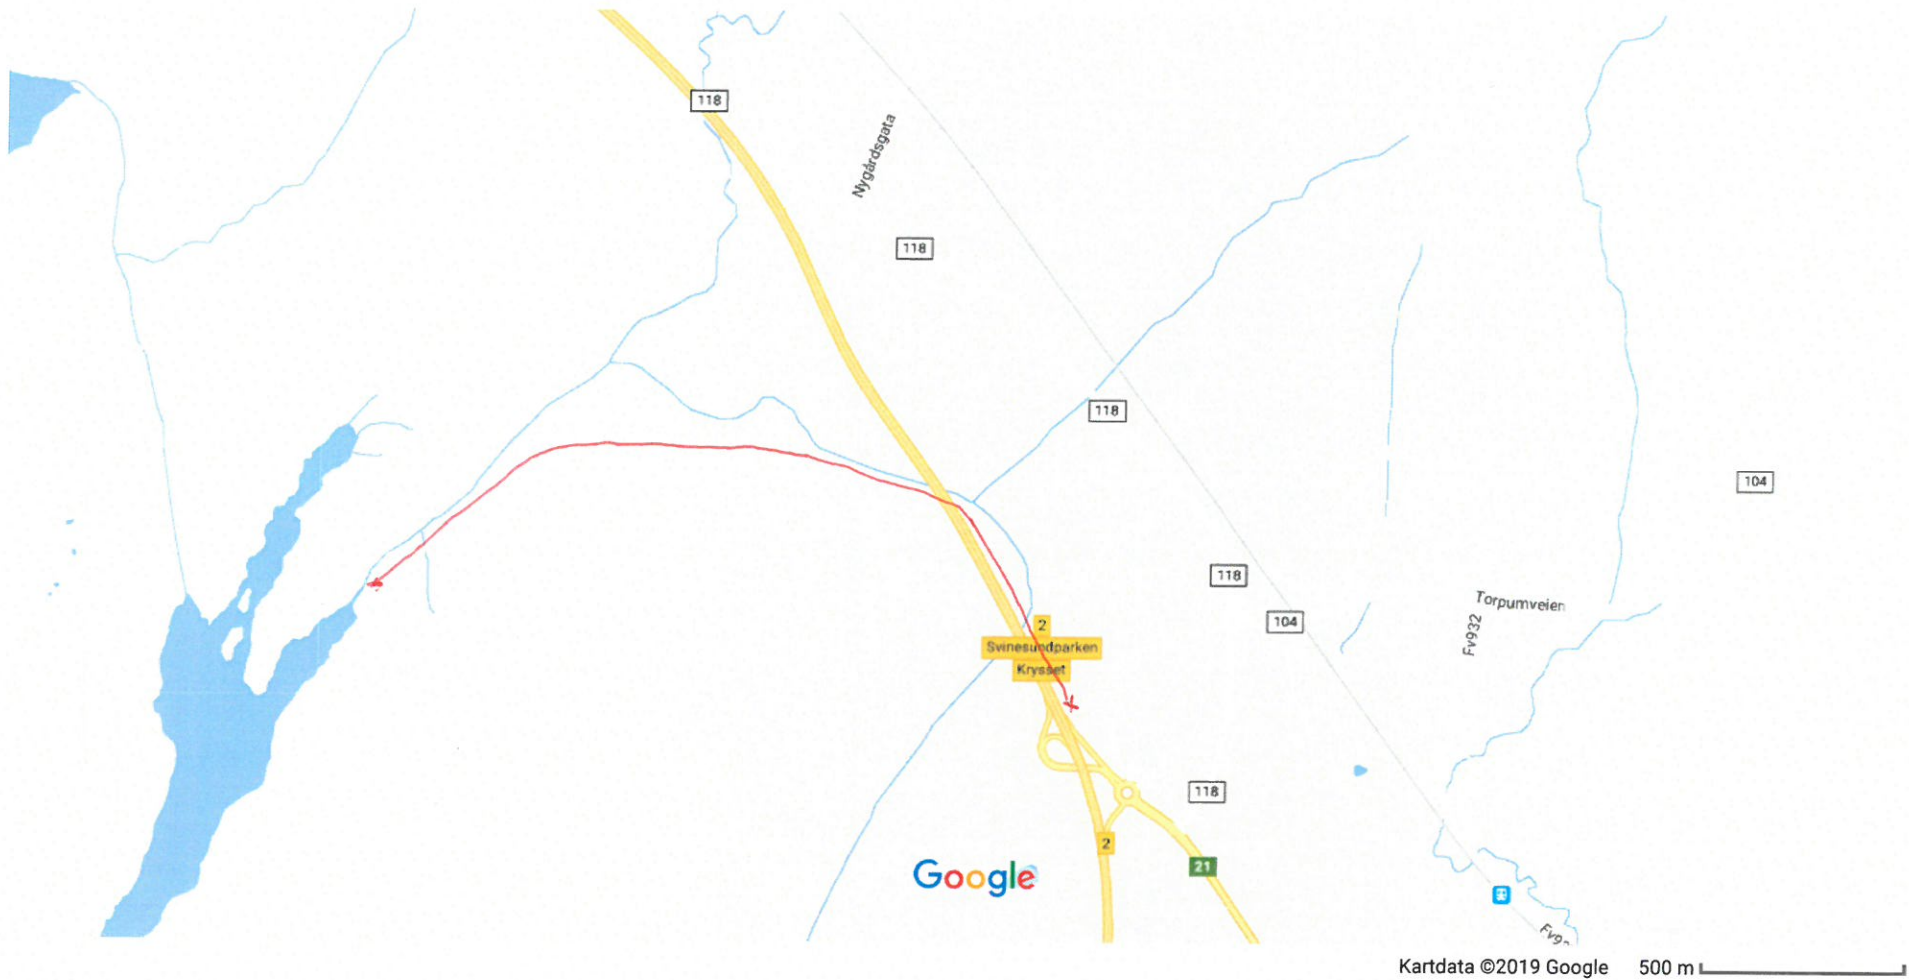 118
Nygårdsgata
118
118
104
118
Torpumveien
104
Fv932
2
Svinesundparken
Krysset
118
2
21
Google
Kartdata ©2019 Google 500 m